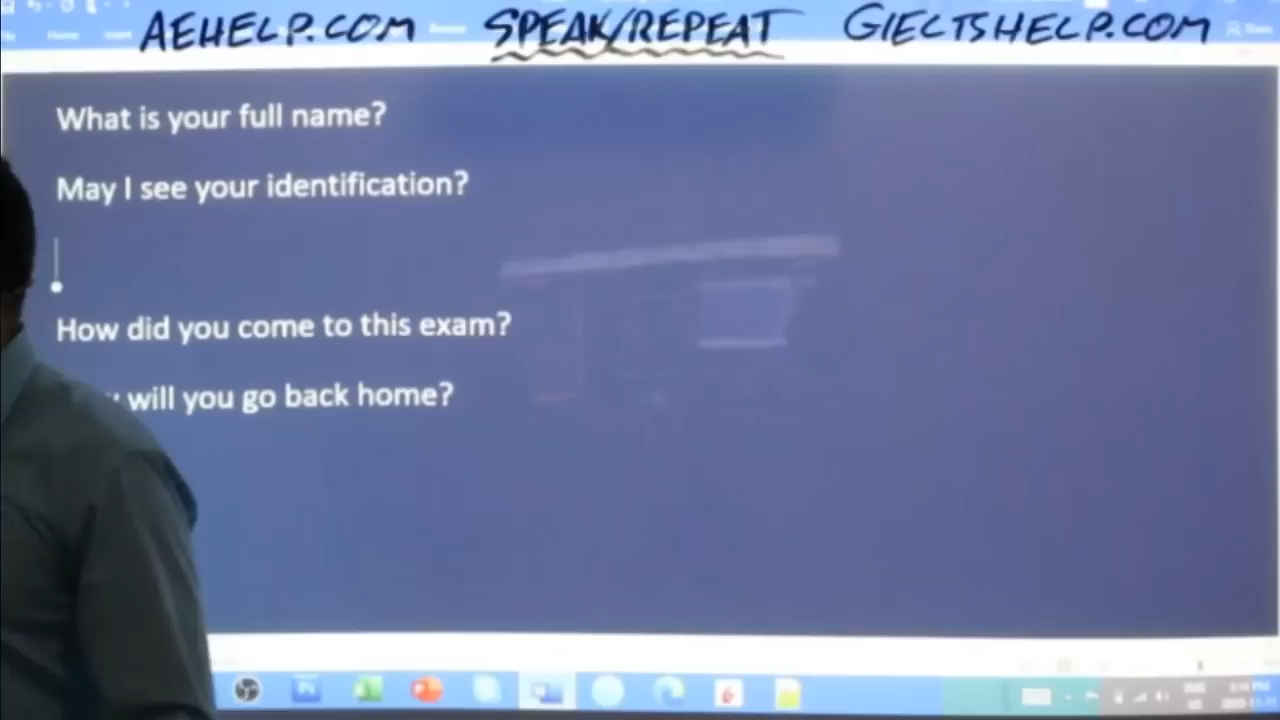 AEHELP.COM SPEAK/REPEAT GIELTSHELP.COM
What is your full name?
May I see your identification?
How did you come to this exam?
will you go back home?